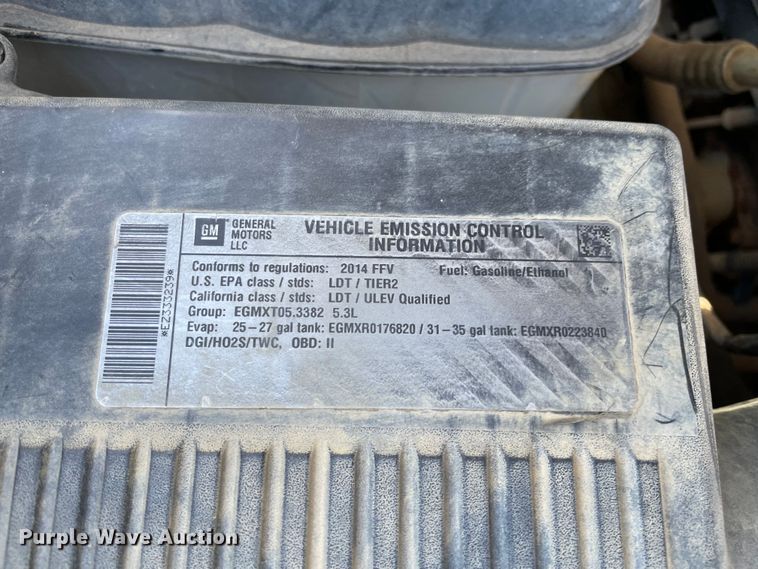 GM
GENERAL
MOTORS
LLC
VEHICLE EMISSION CONTROL
INFORMATION
Conforms to regulations: 2014 FFV Fuel: Gasoline/Ethanol
U.S. EPA class / stds: LDT / TIER2
California class / stds: LDT / ULEV Qualified
Group: EGMXT05.3382 5.3L
Evap: 25-27 gal tank: EGMXR0176820 / 31-35 gal tank: EGMXR0223840
DGI/HO2S/TWC, OBD: II
*EZ333239*
Purple Wave Auction